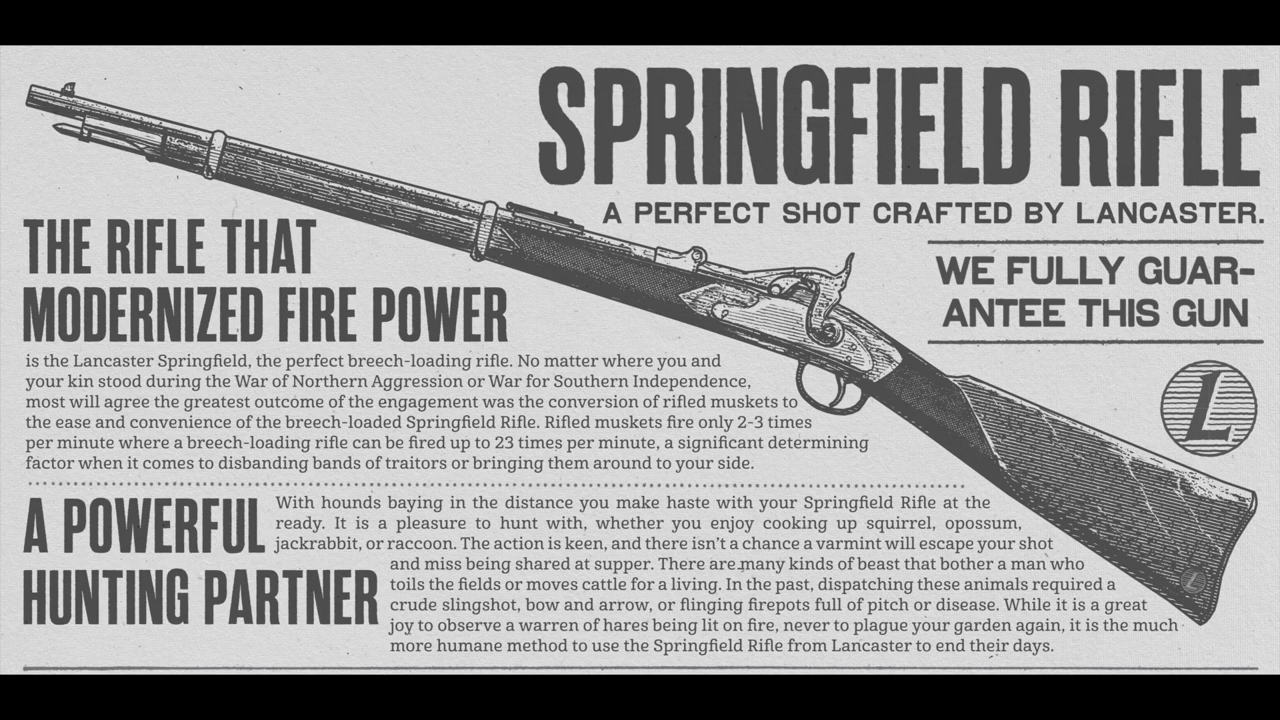 SPRINGFIELD RIFLE
A PERFECT SHOT CRAFTED BY LANCASTER.
WE FULLY GUAR-
ANTEE THIS GUN
L
THE RIFLE THAT
MODERNIZED FIRE POWER
is the Lancaster Springfield, the perfect breech-loading rifle. No matter where you and
your kin stood during the War of Northern Aggression or War for Southern Independence,
most will agree the greatest outcome of the engagement was the conversion of rifled muskets to
the ease and convenience of the breech-loaded Springfield Rifle. Rifled muskets fire only 2-3 times
per minute where a breech-loading rifle can be fired up to 23 times per minute, a significant determining
factor when it comes to disbanding bands of traitors or bringing them around to your side.
A POWERFUL
HUNTING PARTNER
With hounds baying in the distance you make haste with your Springfield Rifle at the
ready. It is a pleasure to hunt with, whether you enjoy cooking up squirrel, opossum,
jackrabbit, or raccoon. The action is keen, and there isn't a chance a varmint will escape your shot
and miss being shared at supper. There are many kinds of beast that bother a man who
toils the fields or moves cattle for a living. In the past, dispatching these animals required a
crude slingshot, bow and arrow, or flinging firepots full of pitch or disease. While it is a great
joy to observe a warren of hares being lit on fire, never to plague your garden again, it is the much
more humane method to use the Springfield Rifle from Lancaster to end their days.
L